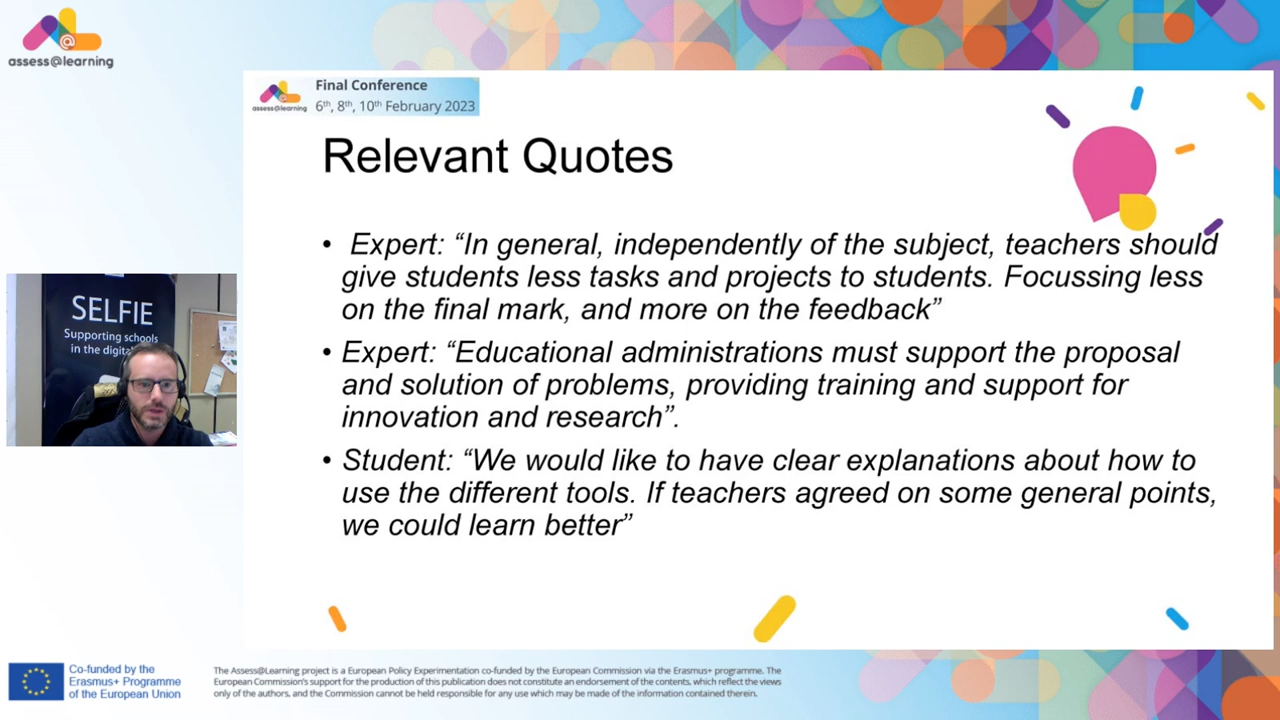 assess@learning
assess@learning
Final Conference
6th, 8th, 10th February 2023
Relevant Quotes
• Expert: “In general, independently of the subject, teachers should
give students less tasks and projects to students. Focussing less
on the final mark, and more on the feedback”
• Expert: “Educational administrations must support the proposal
and solution of problems, providing training and support for
innovation and research”.
• Student: “We would like to have clear explanations about how to
use the different tools. If teachers agreed on some general points,
we could learn better”
SELFIE
Supporting schools
in the digita
Co-funded by the
Erasmus+ Programme
of the European Union
The Assess@Learning project is a European Policy Experimentation co-funded by the European Commission via the Erasmus+ programme. The
European Commission's support for the production of this publication does not constitute an endorsement of the contents, which reflect the views
only of the authors, and the Commission cannot be held responsible for any use which may be made of the information contained therein.